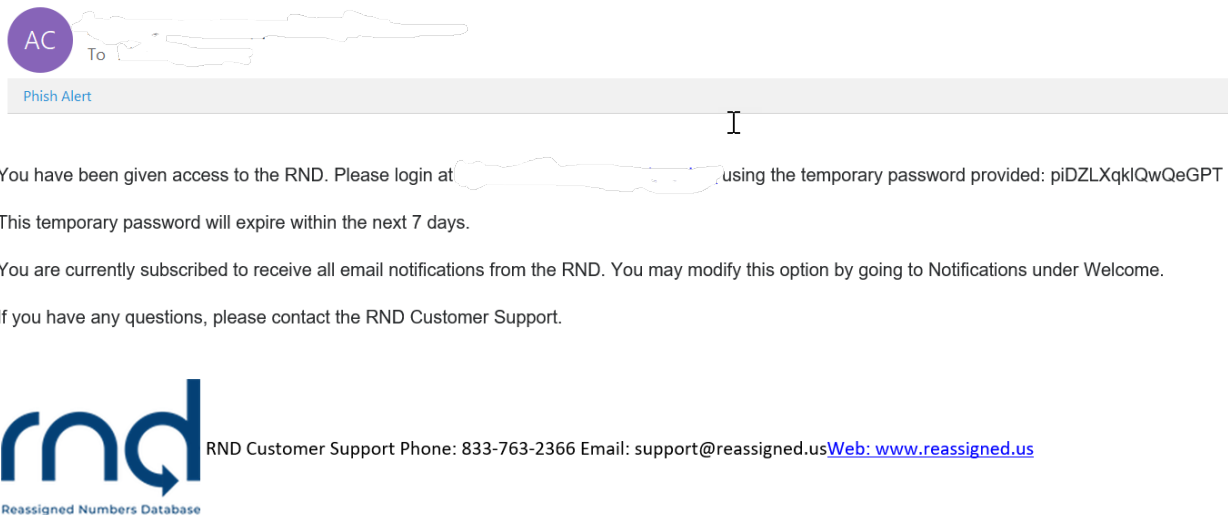 AC
To
Phish Alert
You have been given access to the RND. Please login at using the temporary password provided: piDZLXqklQwQeGPT
This temporary password will expire within the next 7 days.
You are currently subscribed to receive all email notifications from the RND. You may modify this option by going to Notifications under Welcome.
If you have any questions, please contact the RND Customer Support.
rnd
RND Customer Support Phone: 833-763-2366 Email: support@reassigned.usWeb: www.reassigned.us
Reassigned Numbers Database